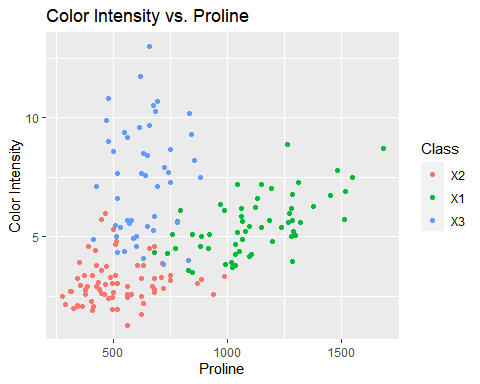 Color Intensity vs. Proline
10
5
Color Intensity
500
1000
1500
Proline
Class
X2
X1
X3